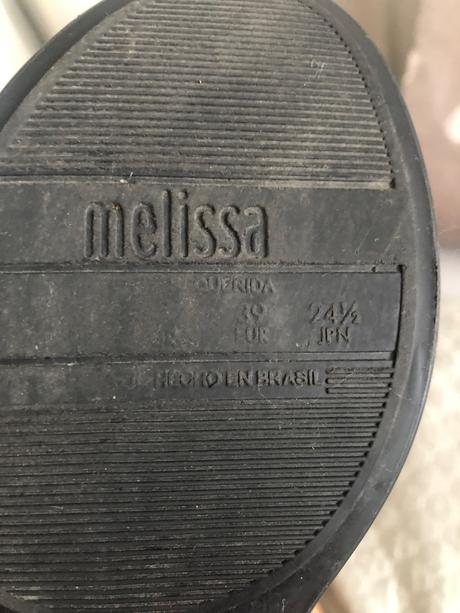 melissa
QUERIDA
39 24½
EUR JPN
HECHO EN BRASIL